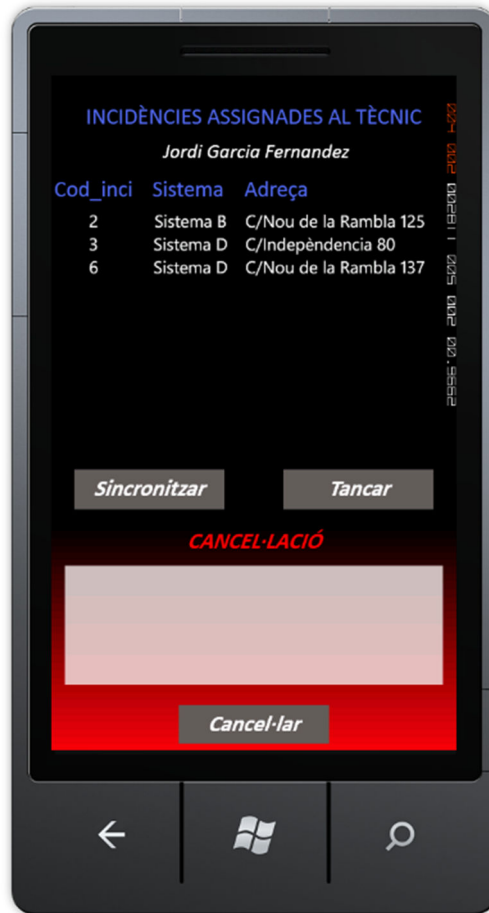 INCIDÈNCIES ASSIGNADES AL TÈCNIC
Jordi Garcia Fernandez
Cod_inci Sistema Adreça
2 Sistema B C/Nou de la Rambla 125
3 Sistema D C/Indepèndencia 80
6 Sistema D C/Nou de la Rambla 137
Sincronitzar Tancar
CANCEL·LACIÓ
Cancel·lar